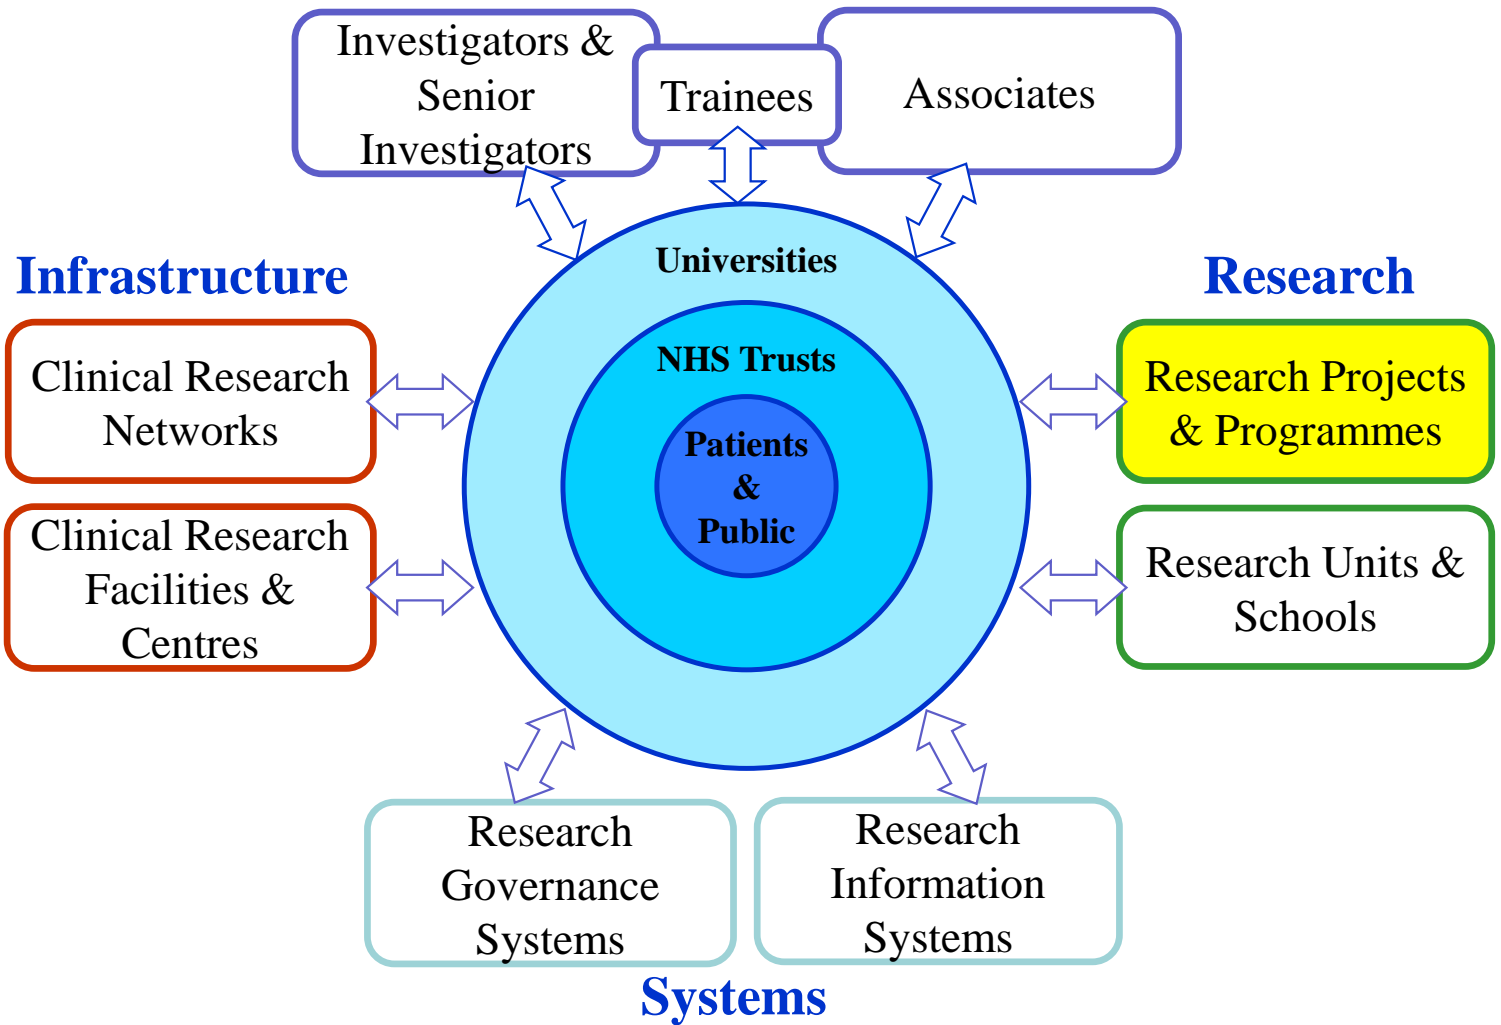 Investigators &
Senior
Investigators
Trainees
Associates
Infrastructure
Clinical Research
Networks
Clinical Research
Facilities &
Centres
Universities
NHS Trusts
Patients
&
Public
Research
Research Projects
& Programmes
Research Units &
Schools
Research
Governance
Systems
Research
Information
Systems
Systems